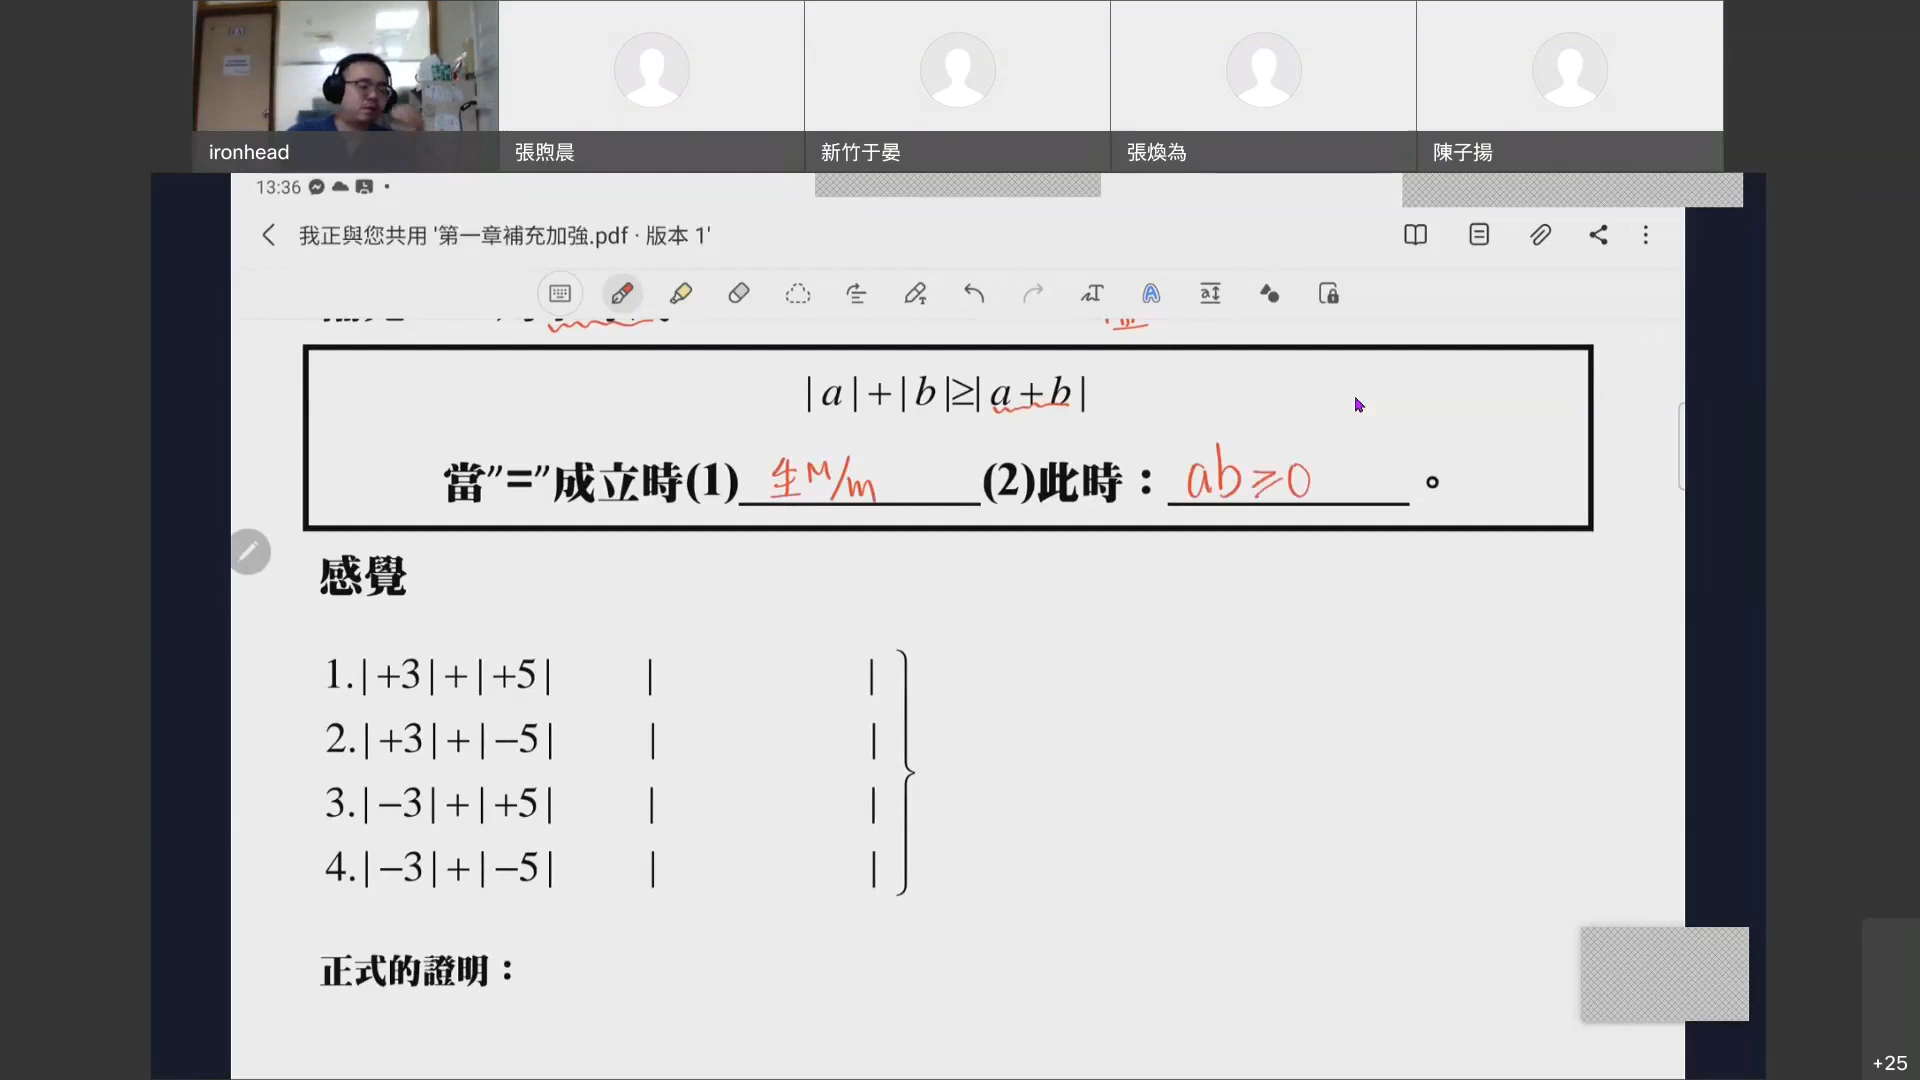 ironhead
張煦晨
新竹于晏
張煥為
陳子揚
13:36
我正與您共用 '第一章補充加強.pdf · 版本 1'
|a|+|b|≥|a+b|
當"="成立時(1) 生M/m (2)此時： ab≥0 。
感覺
1.|+3|+|+5| | |
2.|+3|+|−5| | |
3.|−3|+|+5| | |
4.|−3|+|−5| | |
正式的證明：
+25